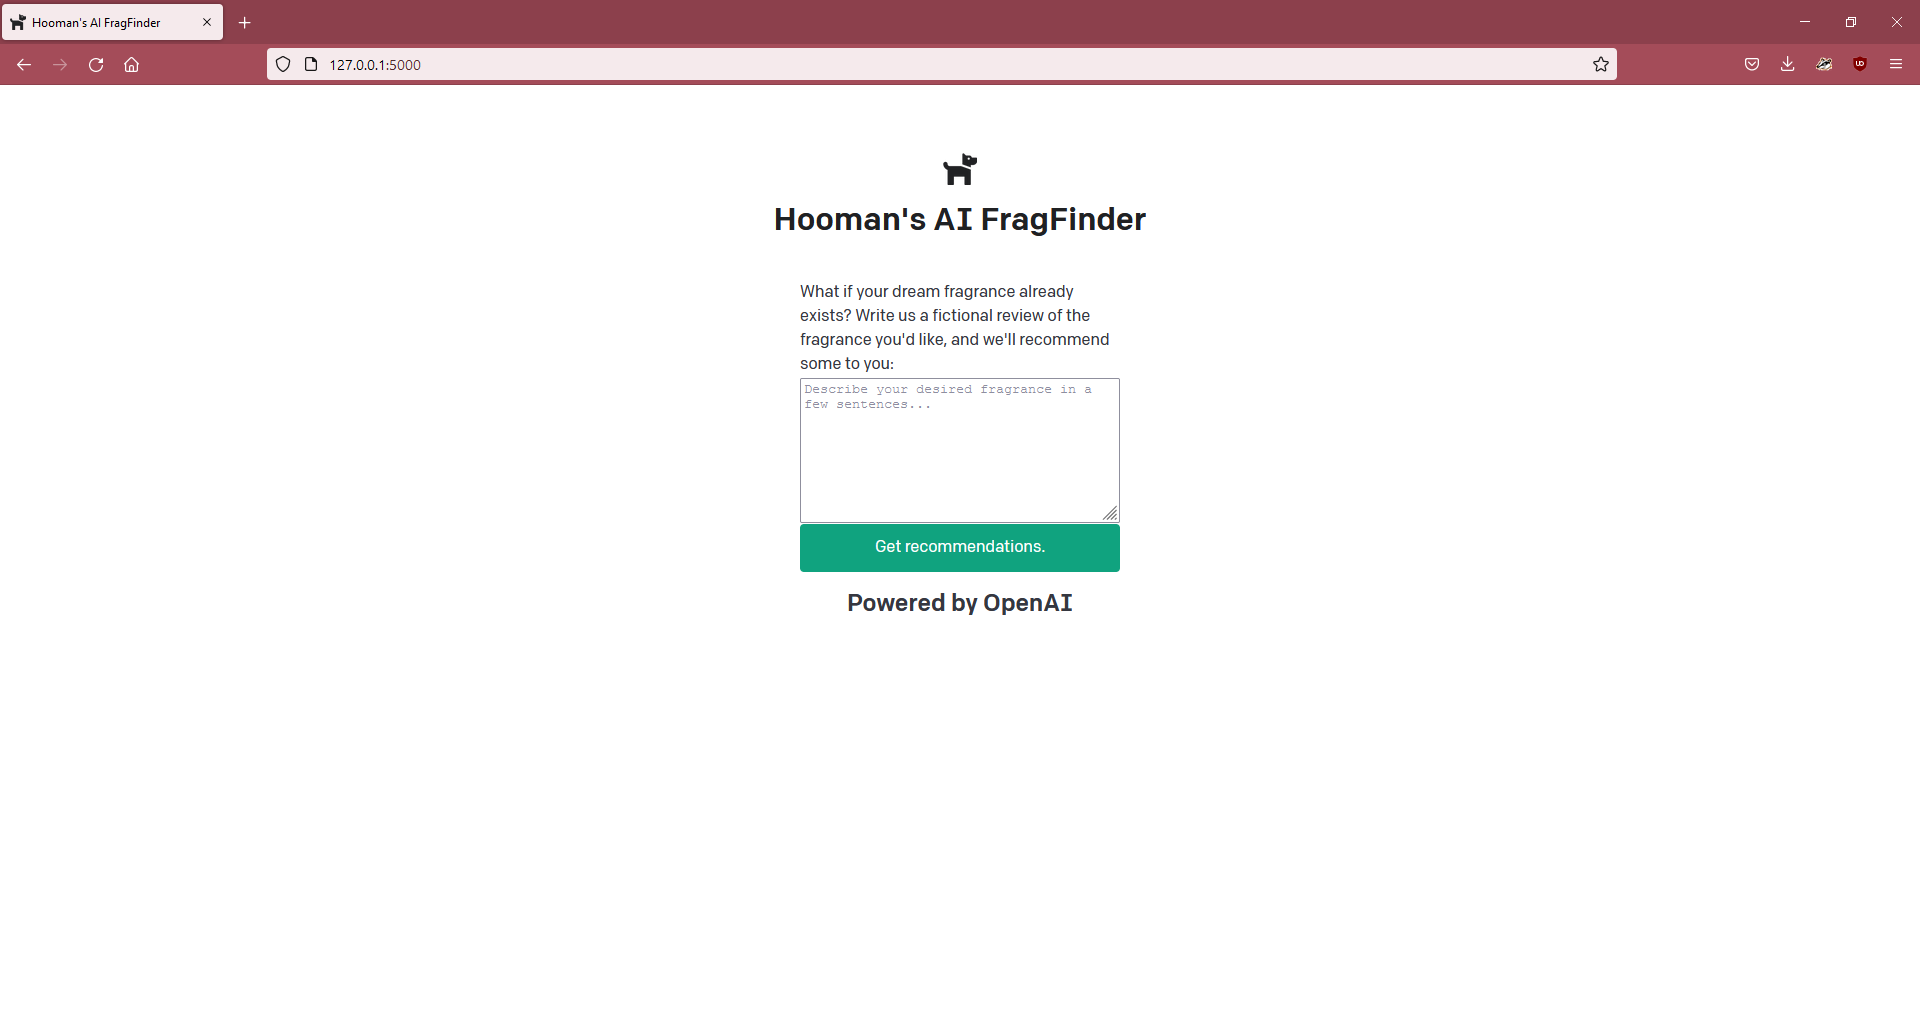 Hooman's AI FragFinder
127.0.0.1:5000
Hooman's AI FragFinder
What if your dream fragrance already
exists? Write us a fictional review of the
fragrance you'd like, and we'll recommend
some to you:
Describe your desired fragrance in a
few sentences...
Get recommendations.
Powered by OpenAI